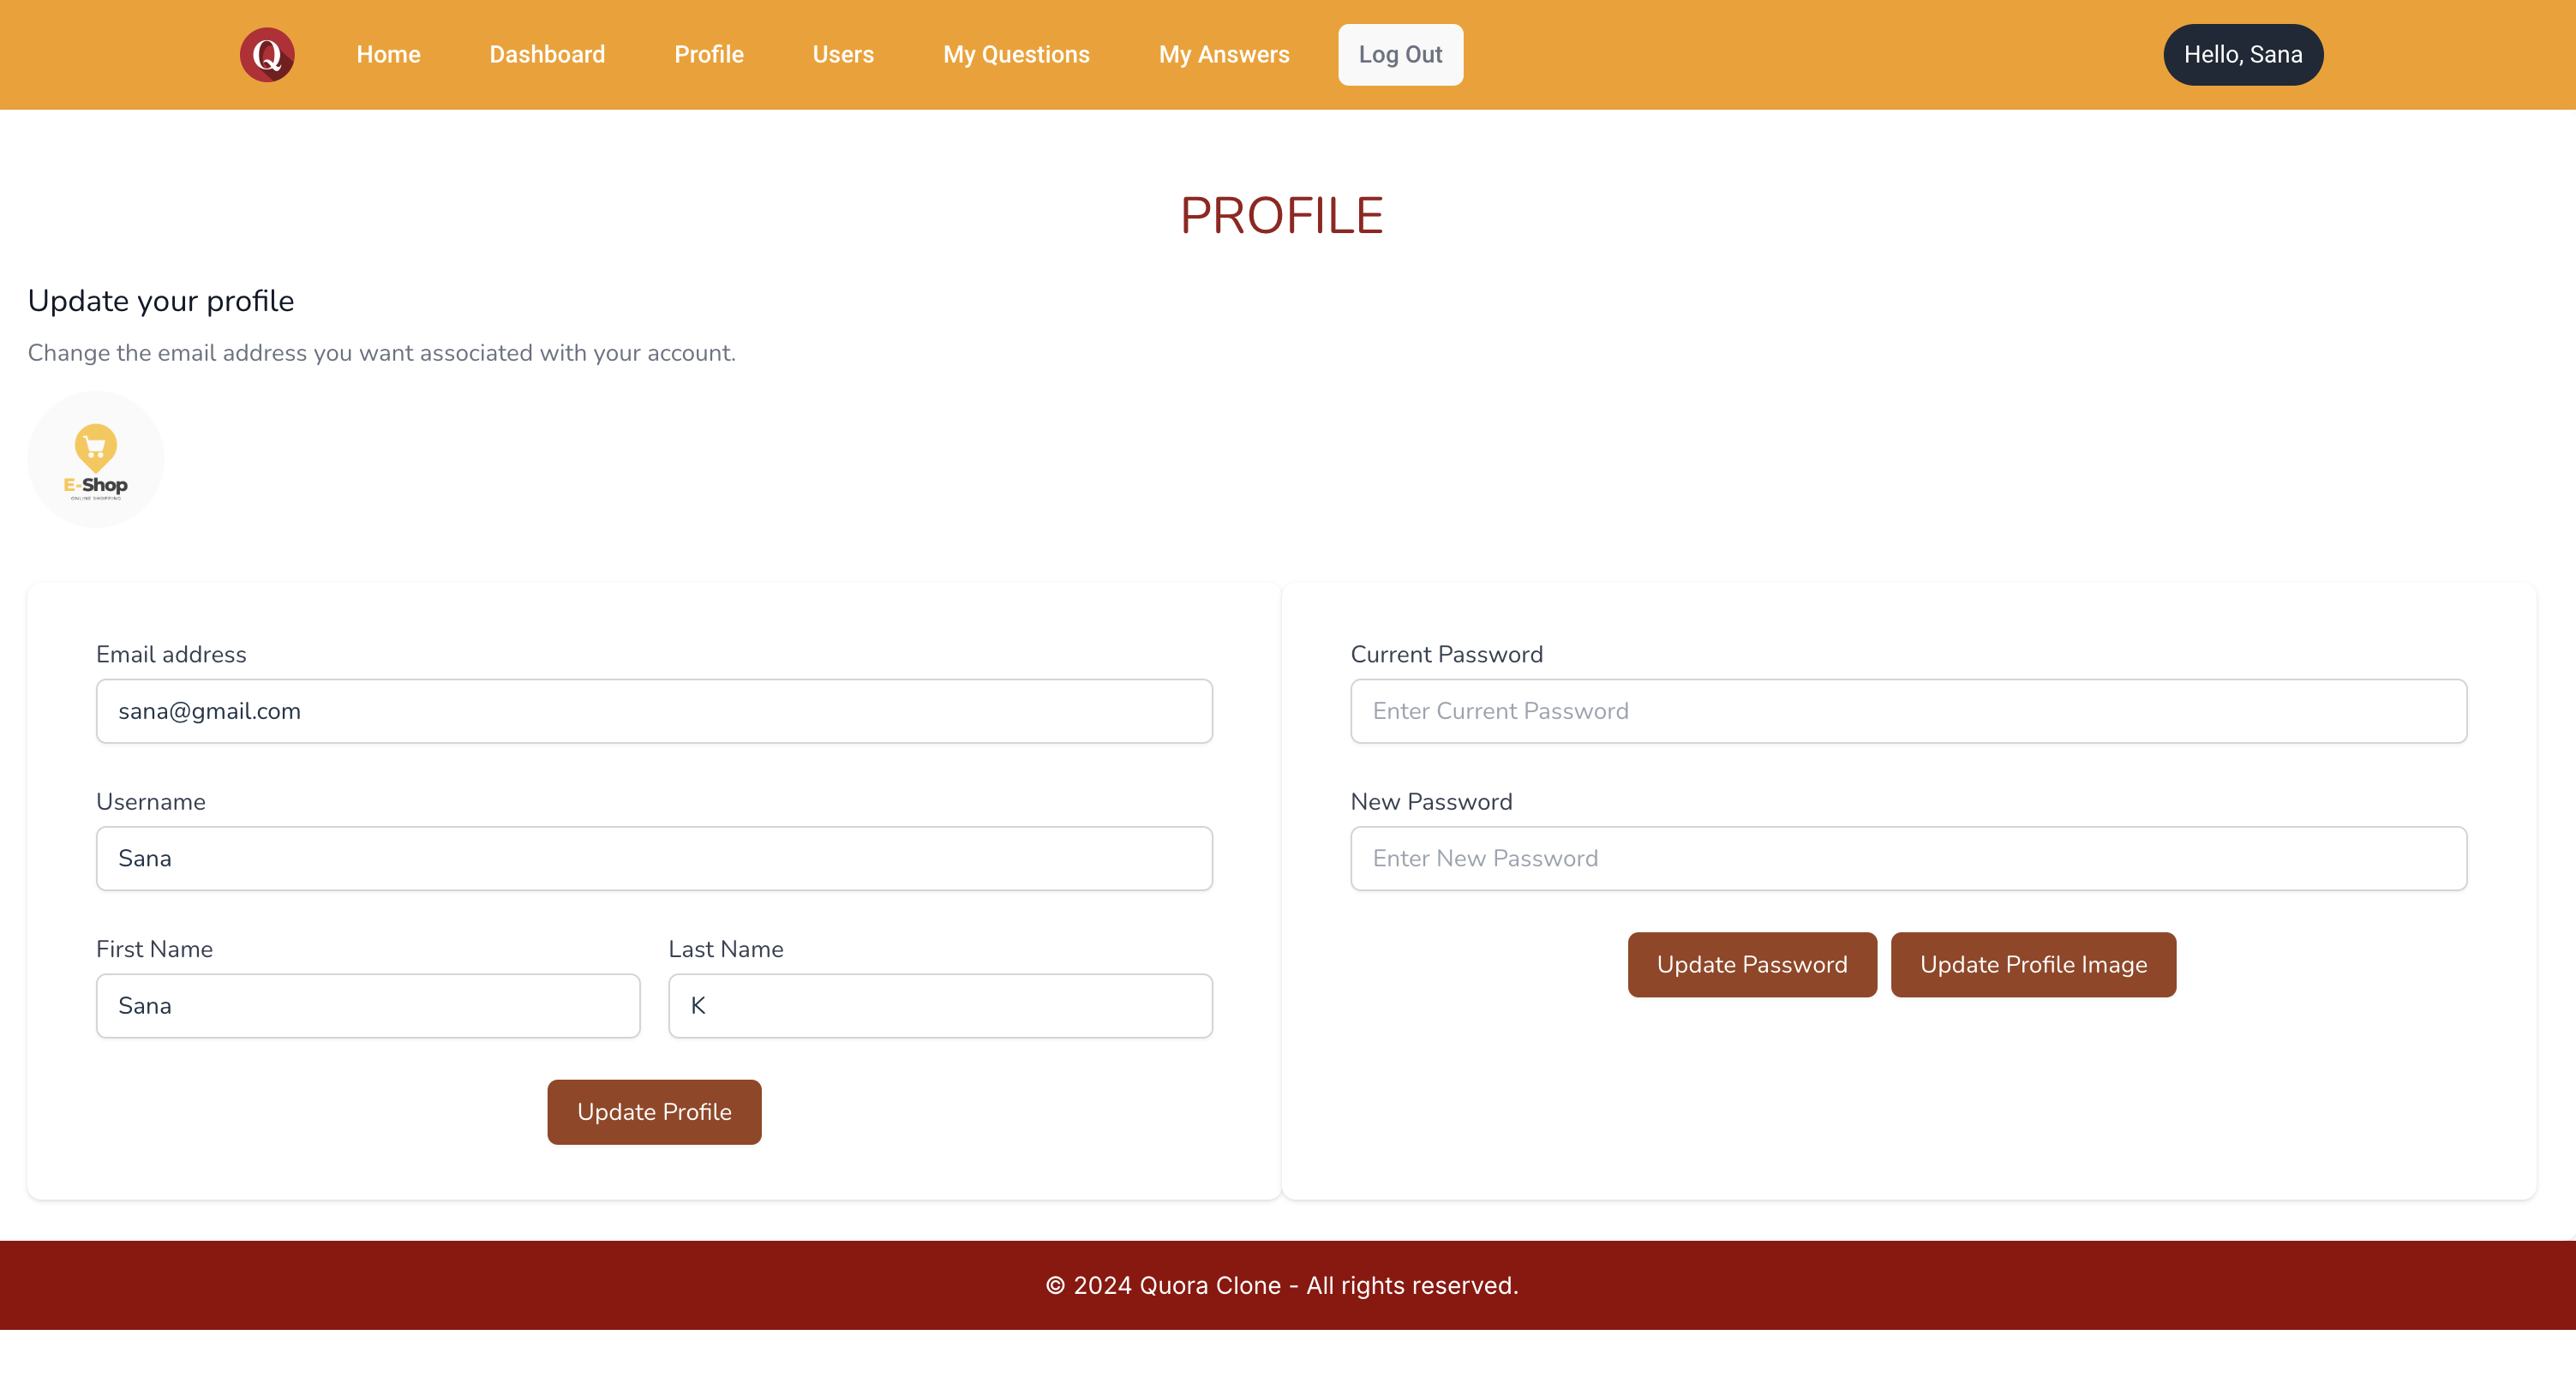 Q Home Dashboard Profile Users My Questions My Answers Log Out Hello, Sana
PROFILE
Update your profile
Change the email address you want associated with your account.
E-Shop
ONLINE SHOPPING
Email address
sana@gmail.com
Username
Sana
First Name Last Name
Sana K
Update Profile
Current Password
Enter Current Password
New Password
Enter New Password
Update Password Update Profile Image
© 2024 Quora Clone - All rights reserved.